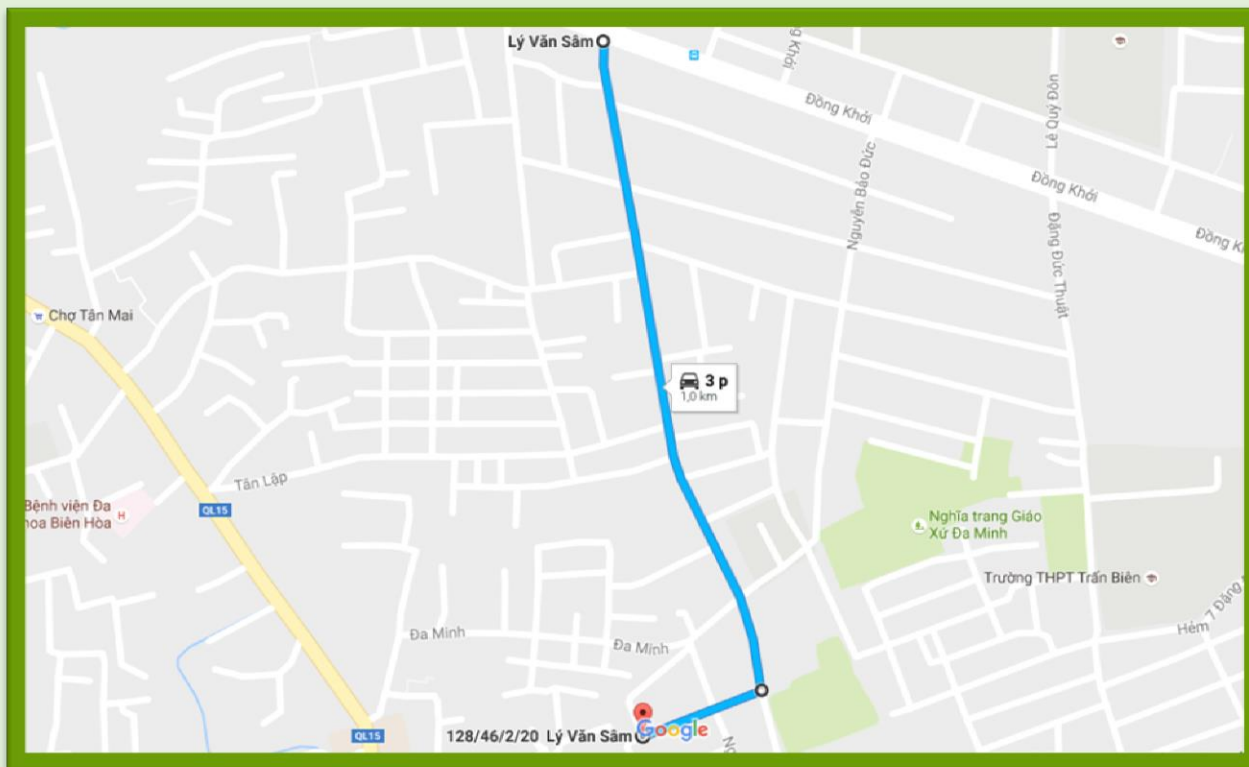 Lý Văn Sâm
ng Khởi
Đồng Khởi
Lê Quý Đôn
Đồng Khởi
Nguyễn Bảo Đức
Đặng Đức Thuật
Đồng K
Chợ Tân Mai
3 p
1,0 km
Tân Lập
QL15
Bệnh viện Đa
hoa Biên Hòa
Nghĩa trang Giáo
Xứ Đa Minh
Trường THPT Trấn Biên
Hẻm 7 Đặng
Đa Minh
Đa Minh
QL15
128/46/2/20 Lý Văn Sâm
Google